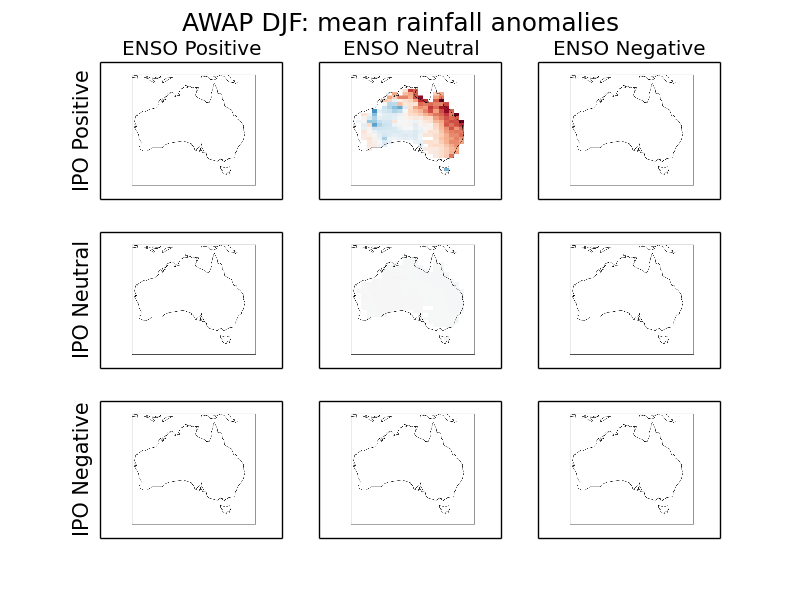 AWAP DJF: mean rainfall anomalies
ENSO Positive ENSO Neutral ENSO Negative
IPO Positive
IPO Neutral
IPO Negative